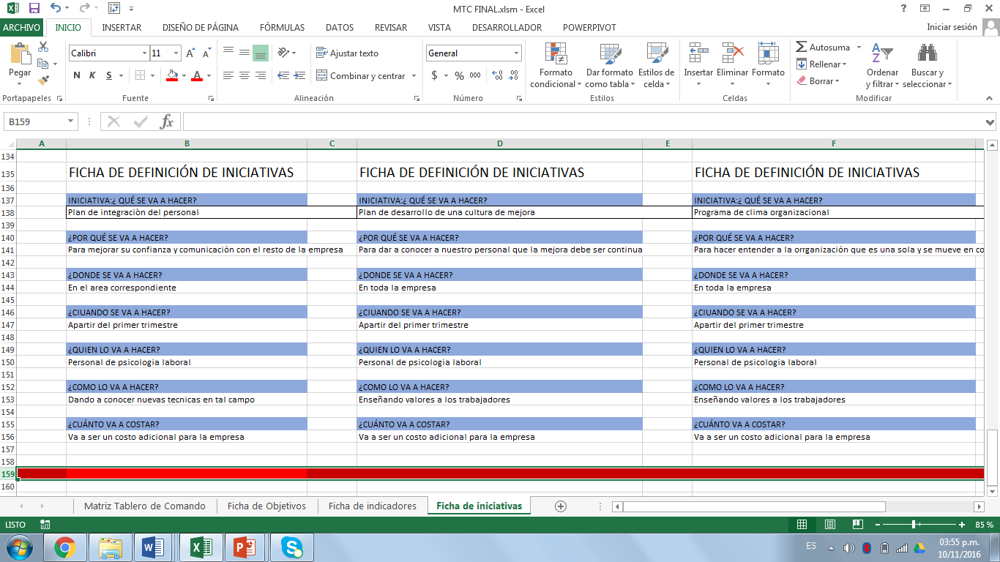 MTC FINAL.xlsm - Excel
ARCHIVO INICIO INSERTAR DISEÑO DE PÁGINA FÓRMULAS DATOS REVISAR VISTA DESARROLLADOR POWERPIVOT Iniciar sesión
Pegar
Calibri 11
N K S
Ajustar texto
Combinar y centrar
General
$ % 000
Formato condicional
Dar formato como tabla
Estilos de celda
Insertar Eliminar Formato
Autosuma
Rellenar
Borrar
Ordenar y filtrar
Buscar y seleccionar
Portapapeles Fuente Alineación Número Estilos Celdas Modificar
B159 fx
A B C D E F
134
135 FICHA DE DEFINICIÓN DE INICIATIVAS FICHA DE DEFINICIÓN DE INICIATIVAS FICHA DE DEFINICIÓN DE INICIATIVAS
136
137 INICIATIVA:¿ QUÉ SE VA A HACER? INICIATIVA:¿ QUÉ SE VA A HACER? INICIATIVA:¿ QUÉ SE VA A HACER?
138 Plan de integraciòn del personal Plan de desarrollo de una cultura de mejora Programa de clima organizacional
139
140 ¿POR QUÉ SE VA A HACER? ¿POR QUÉ SE VA A HACER? ¿POR QUÉ SE VA A HACER?
141 Para mejorar su confianza y comunicación con el resto de la empresa Para dar a conocer a nuestro personal que la mejora debe ser continua Para hacer entender a la orrganización que es una sola y se mueve en co
142
143 ¿DONDE SE VA A HACER? ¿DONDE SE VA A HACER? ¿DONDE SE VA A HACER?
144 En el area correspondiente En toda la empresa En toda la empresa
145
146 ¿CIUANDO SE VA A HACER? ¿CIUANDO SE VA A HACER? ¿CIUANDO SE VA A HACER?
147 Apartir del primer trimestre Apartir del primer trimestre Apartir del primer trimestre
148
149 ¿QUIEN LO VA A HACER? ¿QUIEN LO VA A HACER? ¿QUIEN LO VA A HACER?
150 Personal de psicologia laboral Personal de psicologia laboral Personal de psicologia laboral
151
152 ¿COMO LO VA A HACER? ¿COMO LO VA A HACER? ¿COMO LO VA A HACER?
153 Dando a conocer nuevas tecnicas en tal campo Enseñando valores a los trabajadores Enseñando valores a los trabajadores
154
155 ¿CUÁNTO VA A COSTAR? ¿CUÁNTO VA A COSTAR? ¿CUÁNTO VA A COSTAR?
156 Va a ser un costo adicional para la empresa Va a ser un costo adicional para la empresa Va a ser un costo adicional para la empresa
157
158
159
160
Matriz Tablero de Comando Ficha de Objetivos Ficha de indicadores Ficha de iniciativas
LISTO 85 %
ES 03:55 p.m.
10/11/2016